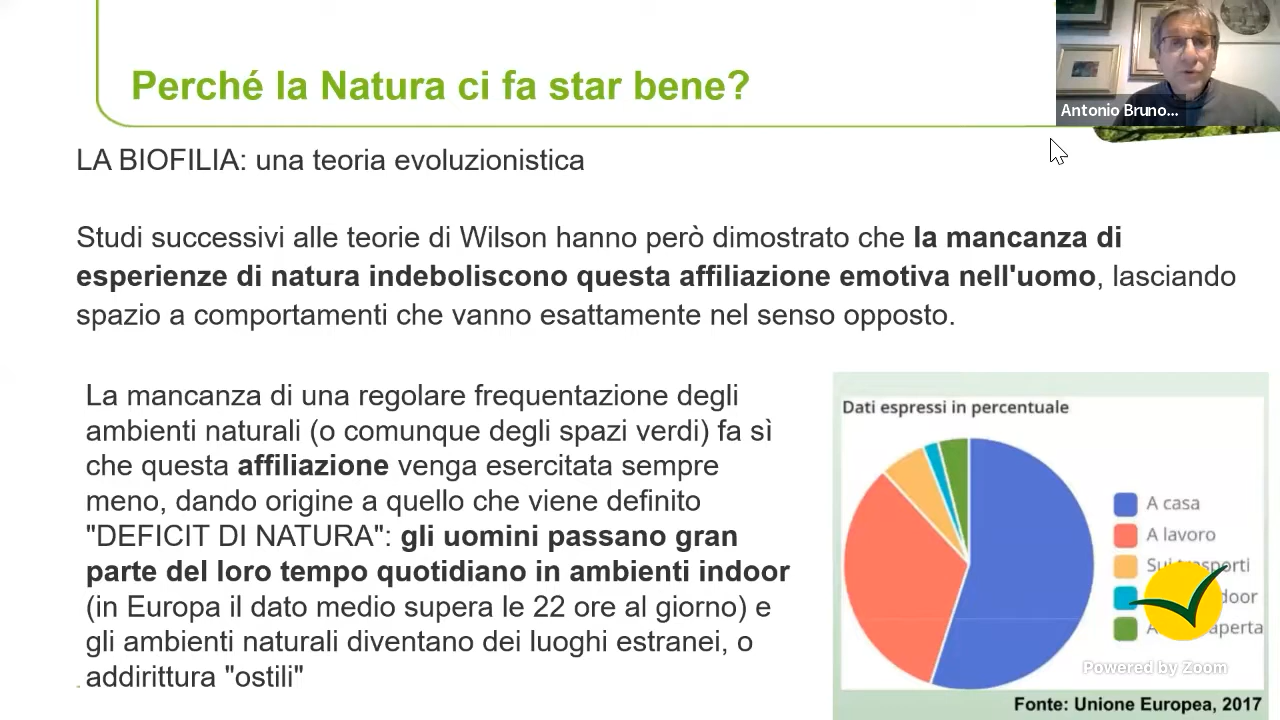 Perché la Natura ci fa star bene?
Antonio Bruno...
LA BIOFILIA: una teoria evoluzionistica
Studi successivi alle teorie di Wilson hanno però dimostrato che la mancanza di
esperienze di natura indeboliscono questa affiliazione emotiva nell'uomo, lasciando
spazio a comportamenti che vanno esattamente nel senso opposto.
La mancanza di una regolare frequentazione degli
ambienti naturali (o comunque degli spazi verdi) fa sì
che questa affiliazione venga esercitata sempre
meno, dando origine a quello che viene definito
"DEFICIT DI NATURA": gli uomini passano gran
parte del loro tempo quotidiano in ambienti indoor
(in Europa il dato medio supera le 22 ore al giorno) e
gli ambienti naturali diventano dei luoghi estranei, o
addirittura "ostili"
Dati espressi in percentuale
A casa
A lavoro
Powered by Zoom
Fonte: Unione Europea, 2017